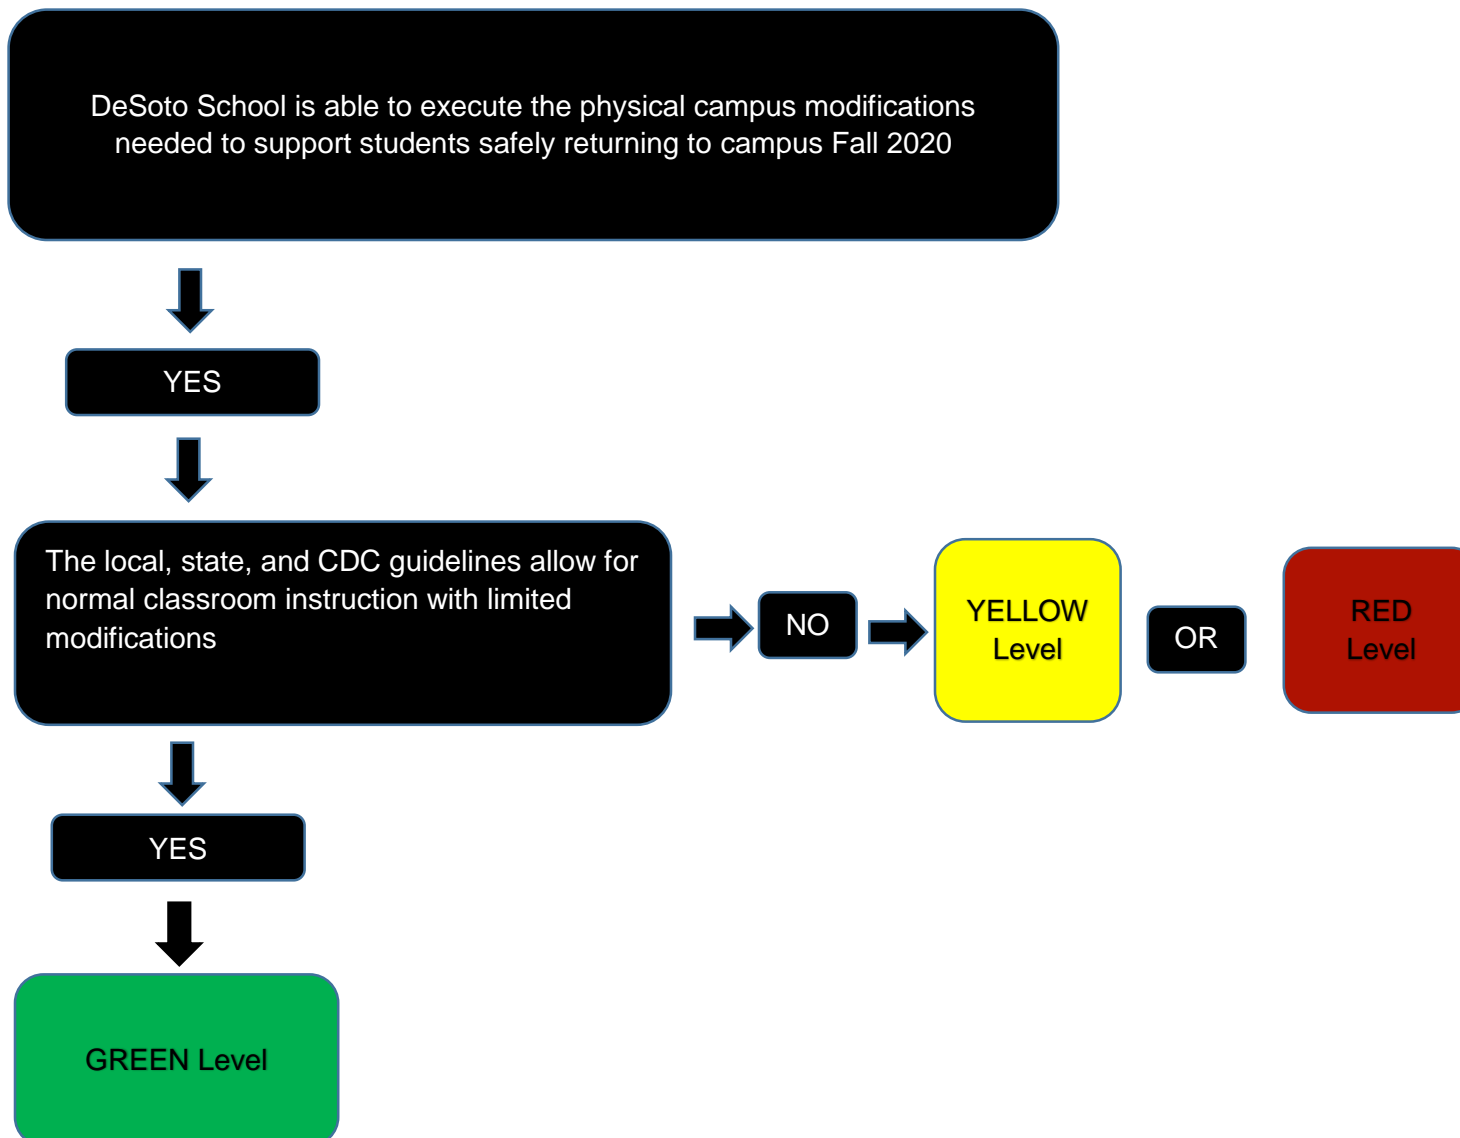 DeSoto School is able to execute the physical campus modifications
needed to support students safely returning to campus Fall 2020
YES
The local, state, and CDC guidelines allow for
normal classroom instruction with limited
modifications
NO
YELLOW
Level
OR
RED
Level
YES
GREEN Level